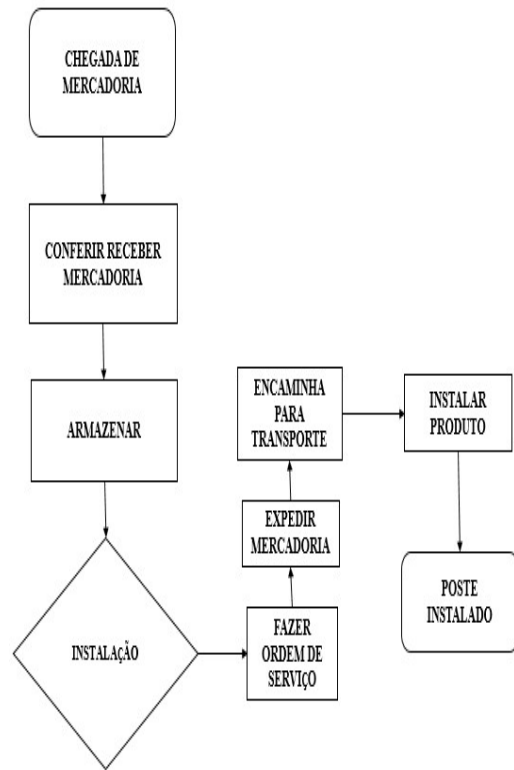 CHEGADA DE
MERCADORIA
CONFERIR RECEBER
MERCADORIA
ARMAZENAR
INSTALAÇÃO
FAZER
ORDEM DE
SERVIÇO
EXPEDIR
MERCADORIA
ENCAMINHA
PARA
TRANSPORTE
INSTALAR
PRODUTO
POSTE
INSTALADO